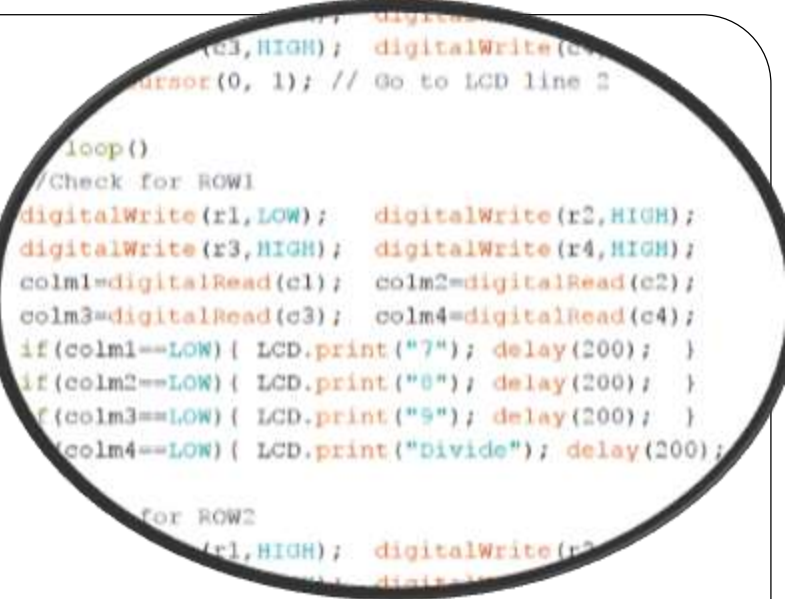 (c3,HIGH); digitalWrite(c4
ursor(0, 1); // Go to LCD line 2
loop()
/Check for ROW1
digitalWrite(r1,LOW); digitalWrite(r2,HIGH);
digitalWrite(r3,HIGH); digitalWrite(r4,HIGH);
colm1=digitalRead(c1); colm2=digitalRead(c2);
colm3=digitalRead(c3); colm4=digitalRead(c4);
if(colm1==LOW){ LCD.print("7"); delay(200); }
if(colm2==LOW){ LCD.print("8"); delay(200); }
f(colm3==LOW){ LCD.print("9"); delay(200); }
(colm4==LOW){ LCD.print("Divide"); delay(200);
for ROW2
(r1,HIGH); digitalWrite(r2